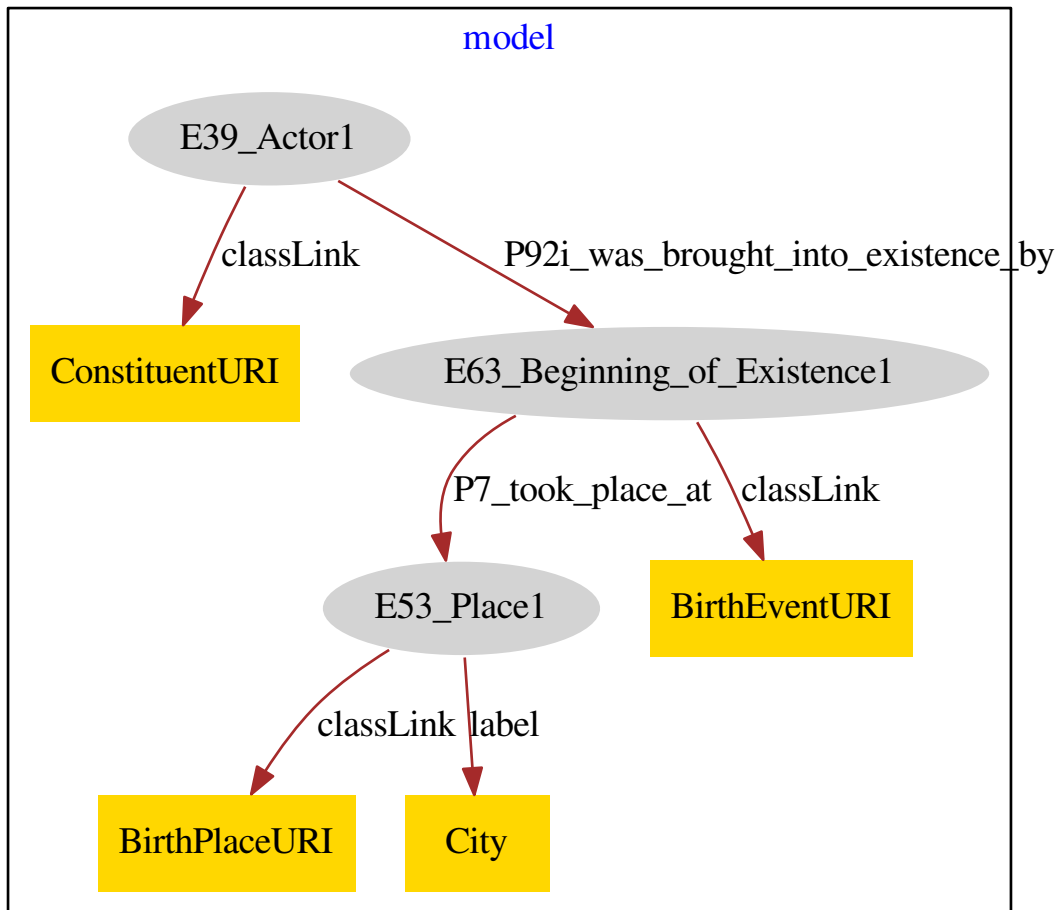 model
E39_Actor1
classLink
P92i_was_brought_into_existence_by
ConstituentURI
E63_Beginning_of_Existence1
P7_took_place_at
classLink
E53_Place1
BirthEventURI
classLink
label
BirthPlaceURI
City